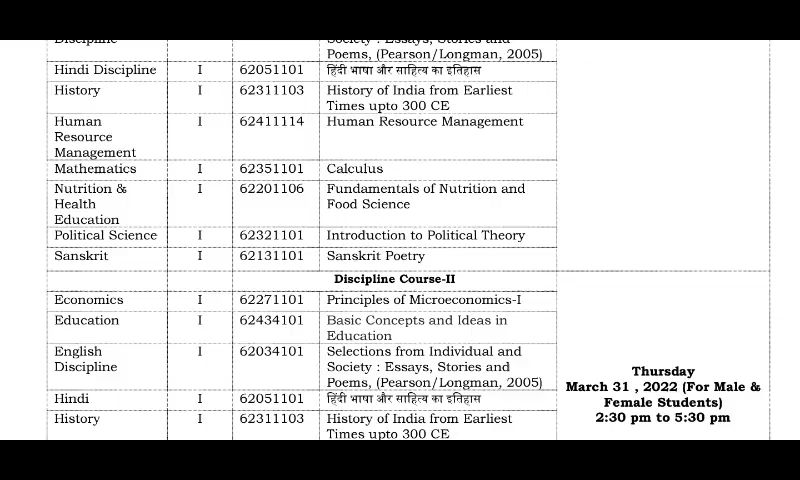 Discipline
Society : Essays, Stories and
Poems, (Pearson/Longman, 2005)
Hindi Discipline I 62051101 हिंदी भाषा और साहित्य का इतिहास
History I 62311103 History of India from Earliest
Times upto 300 CE
Human I 62411114 Human Resource Management
Resource
Management
Mathematics I 62351101 Calculus
Nutrition & I 62201106 Fundamentals of Nutrition and
Health Food Science
Education
Political Science I 62321101 Introduction to Political Theory
Sanskrit I 62131101 Sanskrit Poetry
Discipline Course-II
Economics I 62271101 Principles of Microeconomics-I
Education I 62434101 Basic Concepts and Ideas in
Education
English I 62034101 Selections from Individual and
Discipline Society : Essays, Stories and
Poems, (Pearson/Longman, 2005)
Hindi I 62051101 हिंदी भाषा और साहित्य का इतिहास
History I 62311103 History of India from Earliest
Times upto 300 CE
Thursday
March 31 , 2022 (For Male &
Female Students)
2:30 pm to 5:30 pm